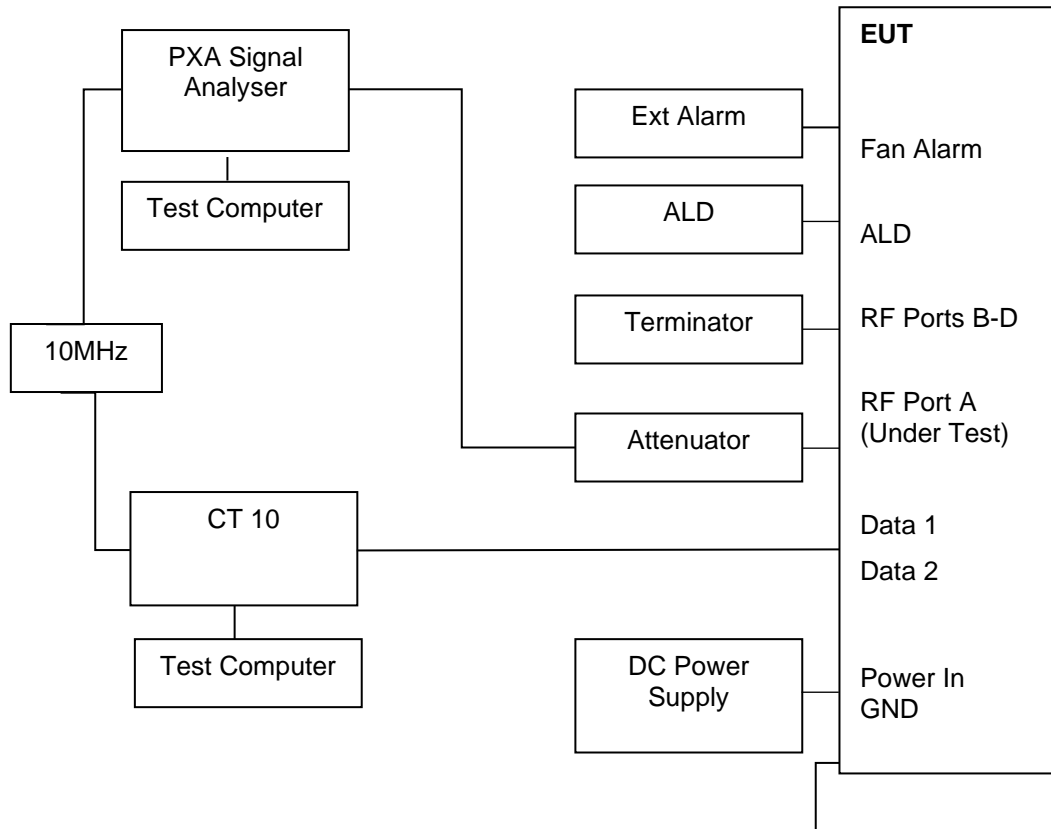 PXA Signal
Analyser
Test Computer
10MHz
CT 10
Test Computer
Ext Alarm
ALD
Terminator
Attenuator
DC Power
Supply
EUT
Fan Alarm
ALD
RF Ports B-D
RF Port A
(Under Test)
Data 1
Data 2
Power In
GND